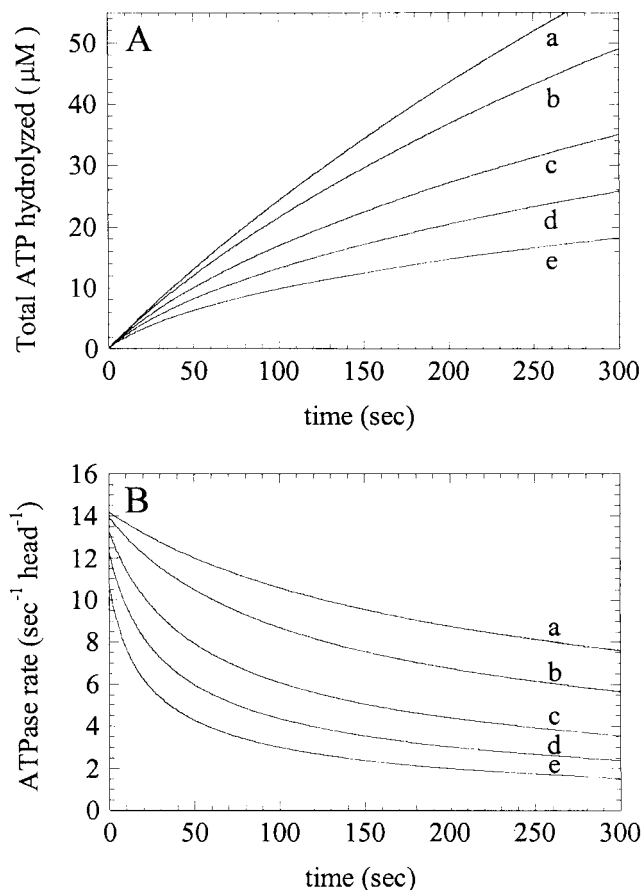 A
Total ATP hydrolyzed (μM)
50
40
30
20
10
0
a
b
c
d
e
0 50 100 150 200 250 300
time (sec)
B
ATPase rate (sec⁻¹ head⁻¹)
16
14
12
10
8
6
4
2
0
a
b
c
d
e
0 50 100 150 200 250 300
time (sec)